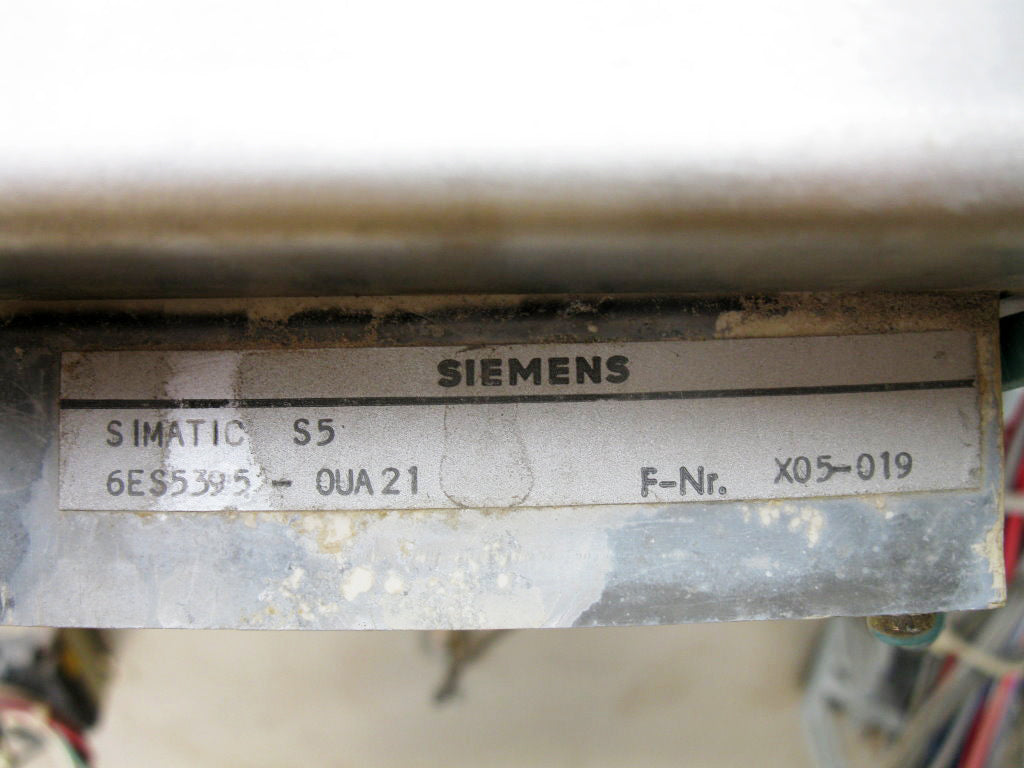 SIEMENS
SIMATIC S5
6ES5395 - 0UA21 F-Nr. X05-019